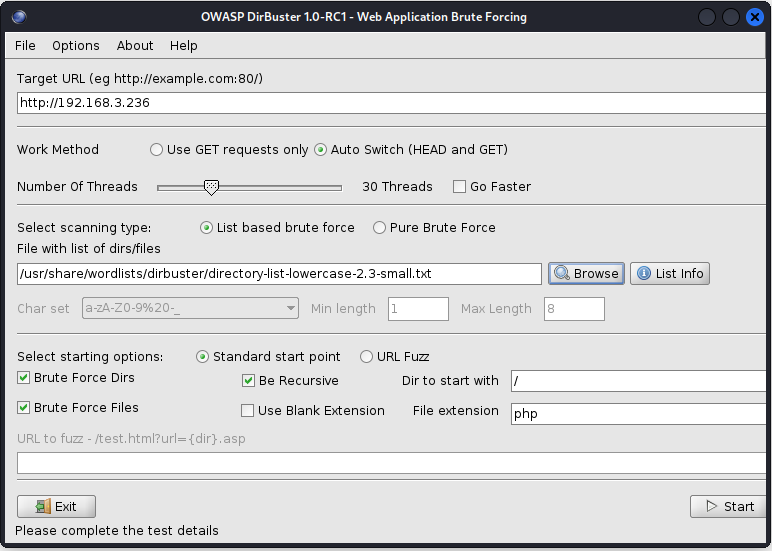 OWASP DirBuster 1.0-RC1 - Web Application Brute Forcing
File Options About Help
Target URL (eg http://example.com:80/)
http://192.168.3.236
Work Method Use GET requests only Auto Switch (HEAD and GET)
Number Of Threads 30 Threads Go Faster
Select scanning type: List based brute force Pure Brute Force
File with list of dirs/files
/usr/share/wordlists/dirbuster/directory-list-lowercase-2.3-small.txt Browse List Info
Char set a-zA-Z0-9%20-_ Min length 1 Max Length 8
Select starting options: Standard start point URL Fuzz
Brute Force Dirs Be Recursive Dir to start with /
Brute Force Files Use Blank Extension File extension php
URL to fuzz - /test.html?url={dir}.asp
Exit Start
Please complete the test details